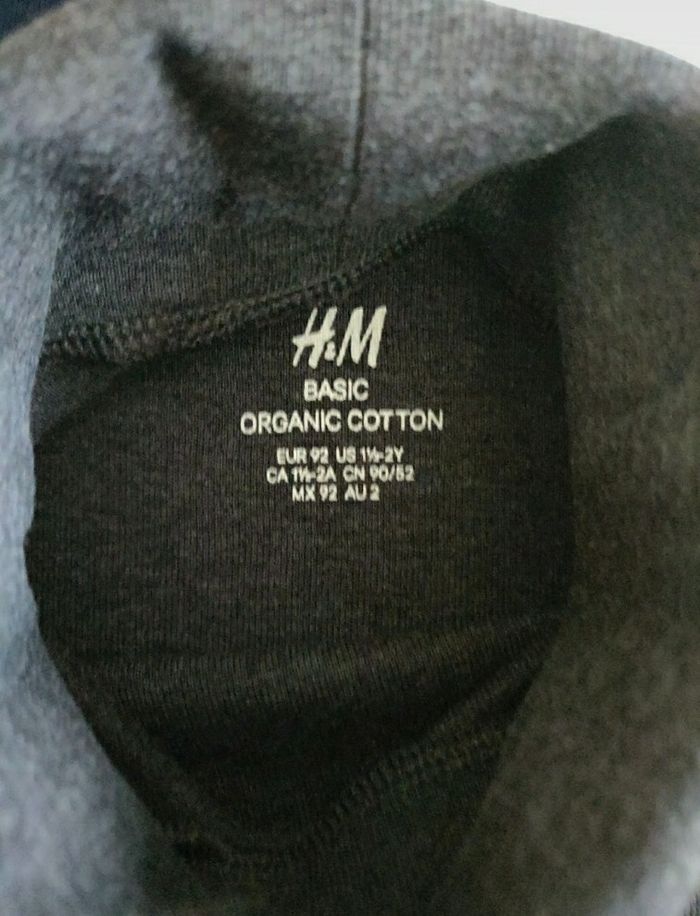 H&M
BASIC
ORGANIC COTTON
EUR 92 US 1½-2Y
CA 1½-2A CN 90/52
MX 92 AU 2